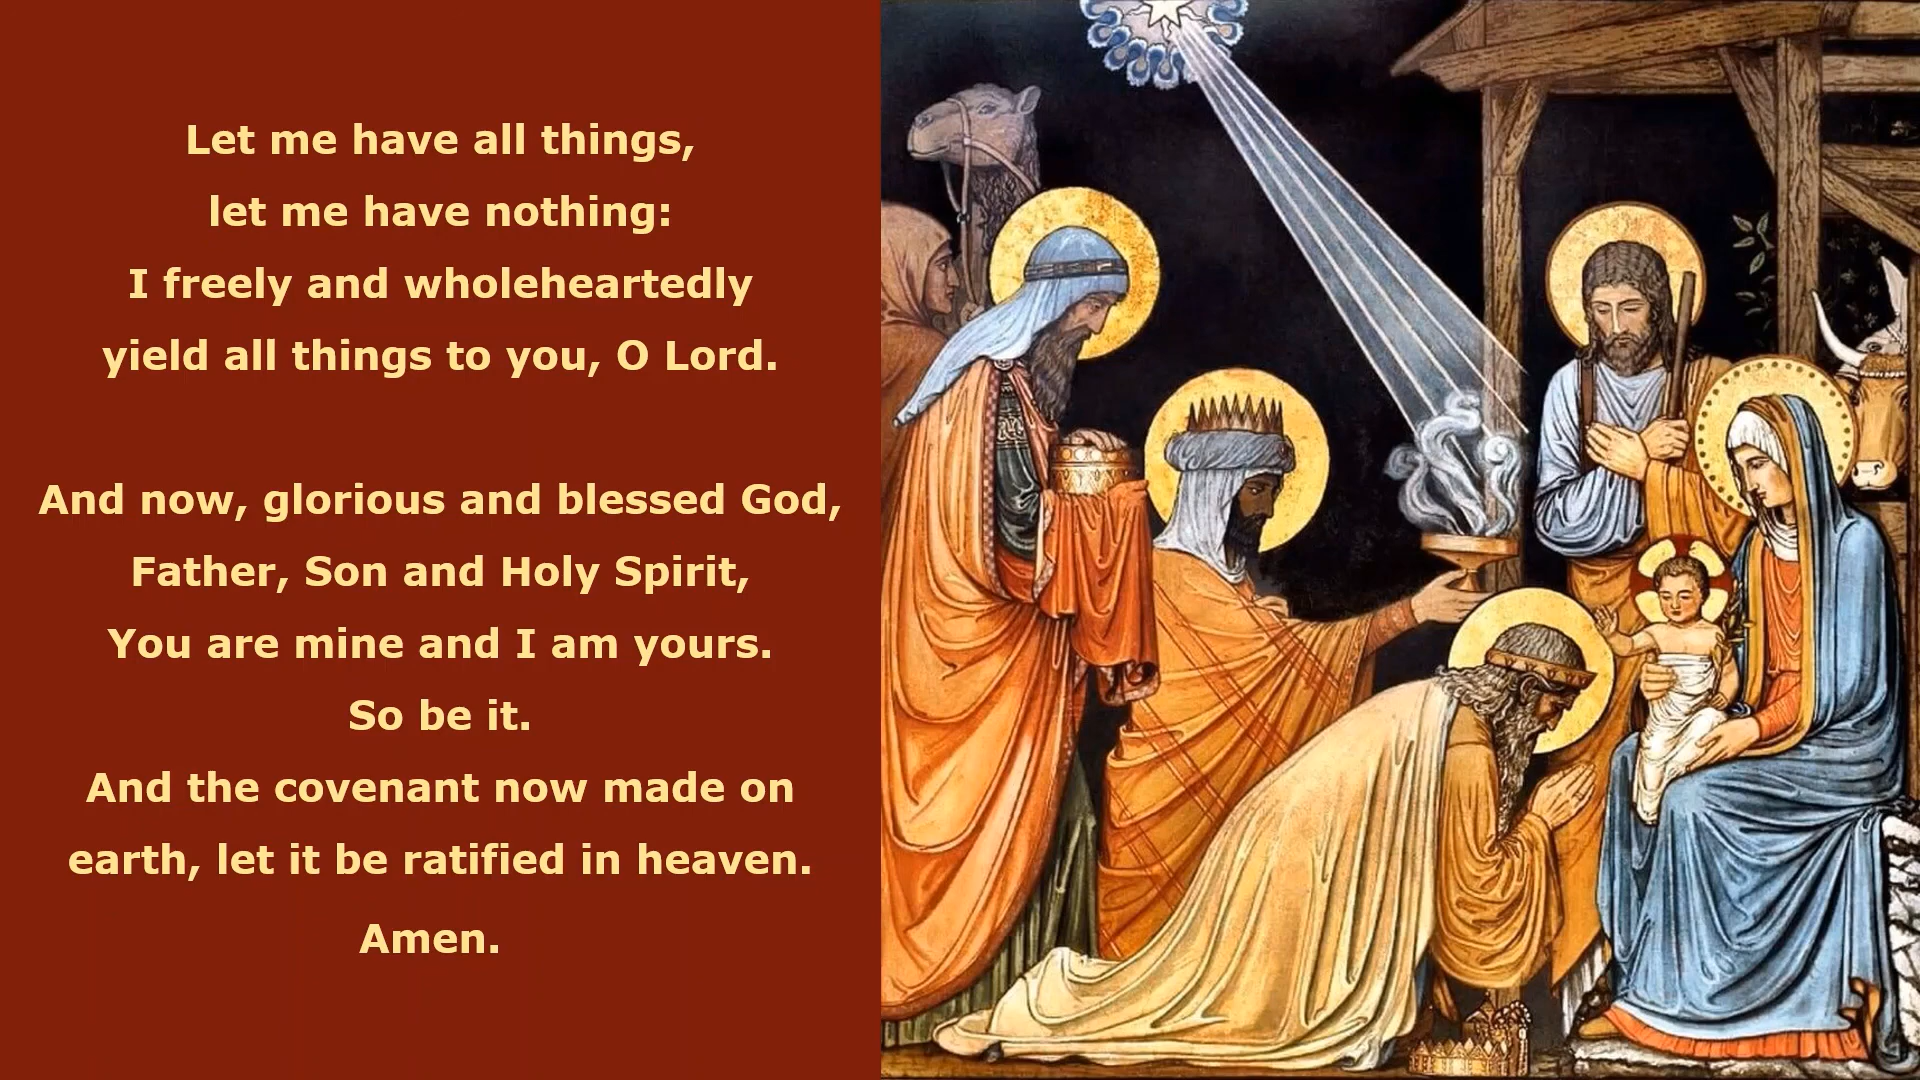 Let me have all things,
let me have nothing:
I freely and wholeheartedly
yield all things to you, O Lord.
And now, glorious and blessed God,
Father, Son and Holy Spirit,
You are mine and I am yours.
So be it.
And the covenant now made on
earth, let it be ratified in heaven.
Amen.